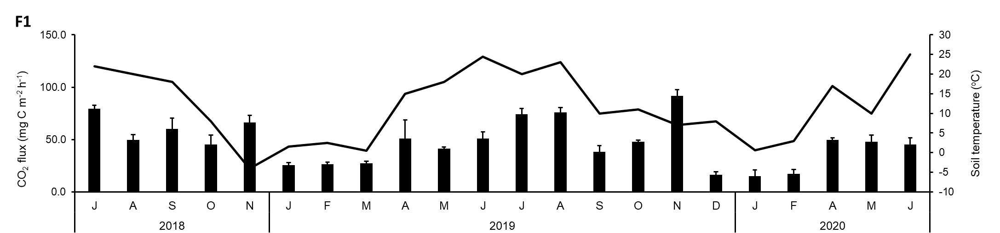 F1
150.0
100.0
50.0
0.0
CO₂ flux (mg C m⁻² h⁻¹)
30
25
20
15
10
5
0
-5
-10
Soil temperature (ºC)
J A S O N J F M A M J J A S O N D J F A M J
2018 2019 2020